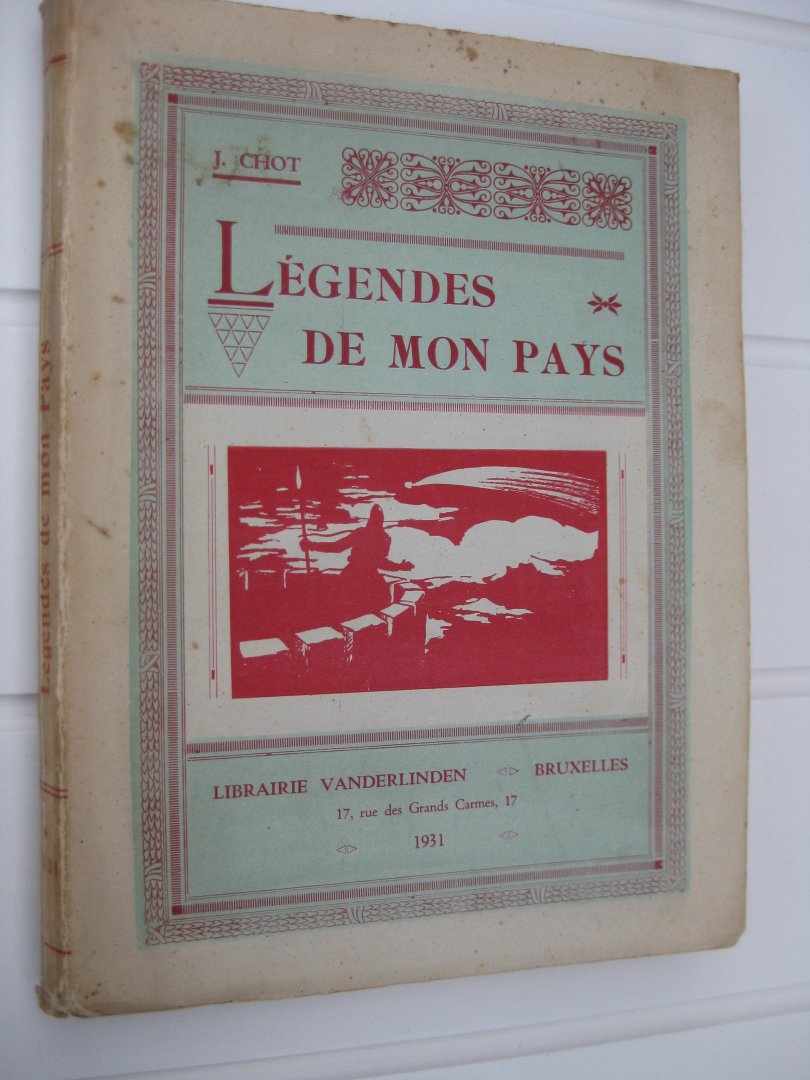 J. CHOT
LÉGENDES
DE MON PAYS
LIBRAIRIE VANDERLINDEN BRUXELLES
17, rue des Grands Carmes, 17
1931
Légendes de mon Pays